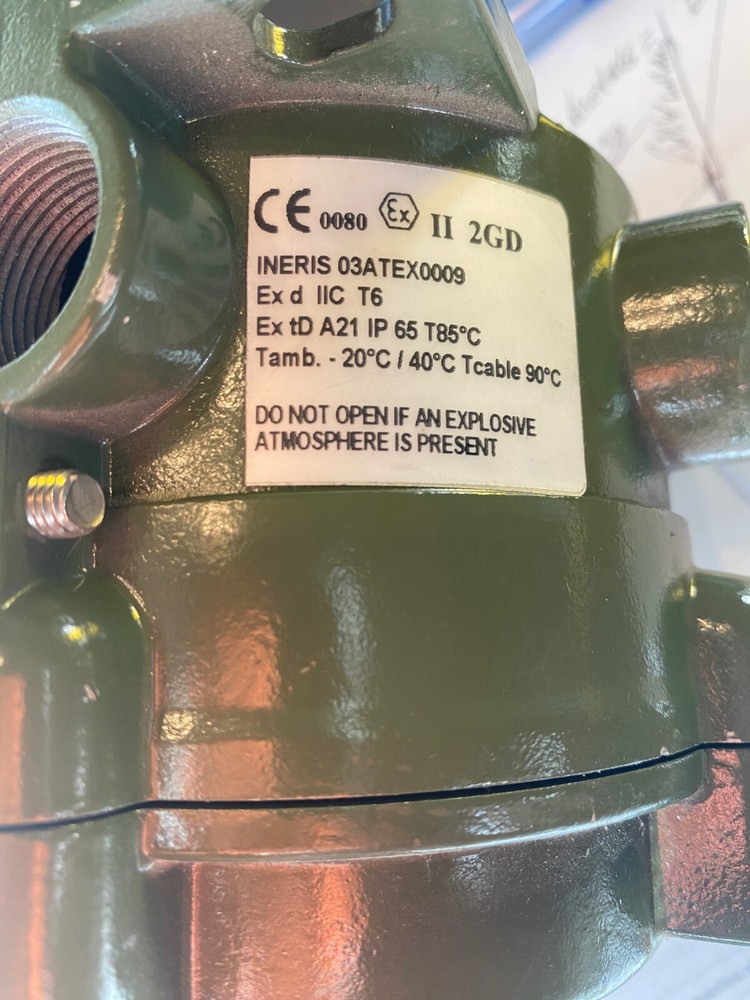 CE 0080 Ex II 2GD
INERIS 03ATEX0009
Ex d IIC T6
Ex tD A21 IP 65 T85°C
Tamb. - 20°C / 40°C Tcable 90°C
DO NOT OPEN IF AN EXPLOSIVE
ATMOSPHERE IS PRESENT